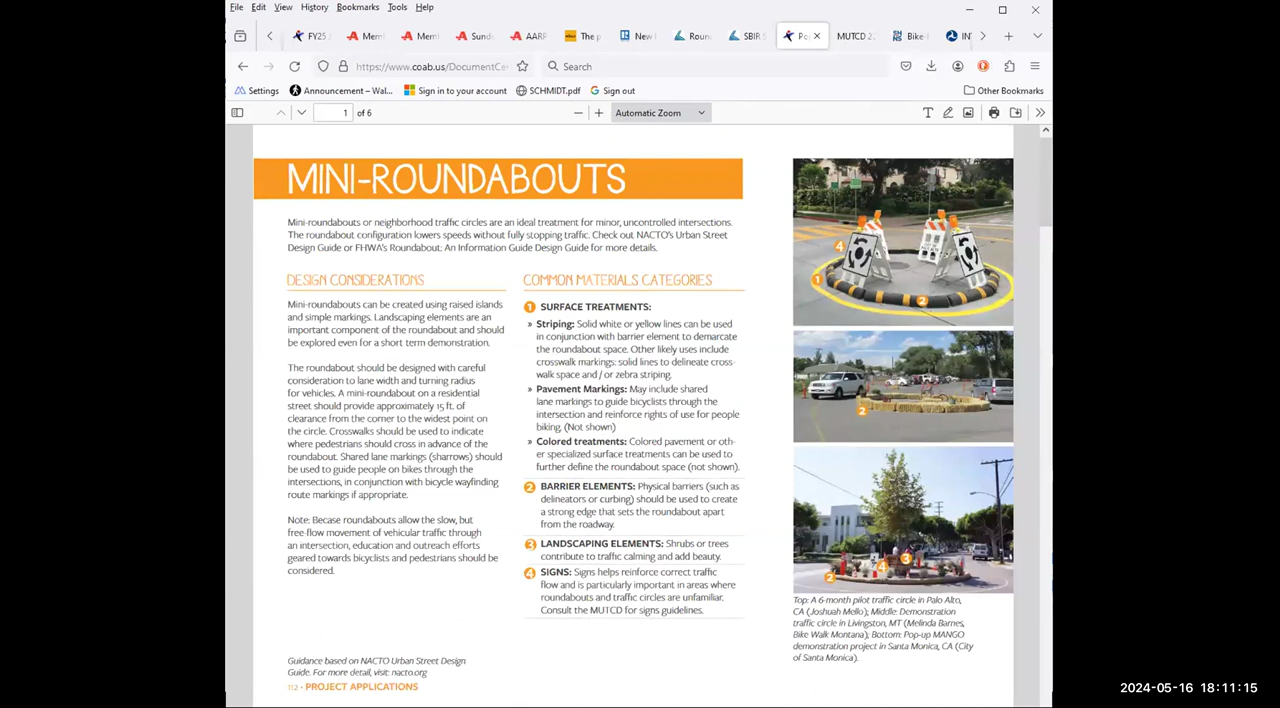 File Edit View History Bookmarks Tools Help
FY25 Mem Mem Sund AARP The p New Roun SBIR Po MUTCD 2 Bike- IN
https://www.coab.us/DocumentCe Search
Settings Announcement – Wal... Sign in to your account SCHMIDT.pdf Sign out Other Bookmarks
1 of 6 Automatic Zoom
MINI-ROUNDABOUTS
Mini-roundabouts or neighborhood traffic circles are an ideal treatment for minor, uncontrolled intersections.
The roundabout configuration lowers speeds without fully stopping traffic. Check out NACTO's Urban Street
Design Guide or FHWA's Roundabout: An Information Guide Design Guide for more details.
DESIGN CONSIDERATIONS
Mini-roundabouts can be created using raised islands
and simple markings. Landscaping elements are an
important component of the roundabout and should
be explored even for a short term demonstration.
The roundabout should be designed with careful
consideration to lane width and turning radius
for vehicles. A mini-roundabout on a residential
street should provide approximately 15 ft. of
clearance from the corner to the widest point on
the circle. Crosswalks should be used to indicate
where pedestrians should cross in advance of the
roundabout. Shared lane markings (sharrows) should
be used to guide people on bikes through the
intersections, in conjunction with bicycle wayfinding
route markings if appropriate.
Note: Becase roundabouts allow the slow, but
free-flow movement of vehicular traffic through
an intersection, education and outreach efforts
geared towards bicyclists and pedestrians should be
considered.
Guidance based on NACTO Urban Street Design
Guide. For more detail, visit: nacto.org
112 • PROJECT APPLICATIONS
COMMON MATERIALS CATEGORIES
1 SURFACE TREATMENTS:
» Striping: Solid white or yellow lines can be used
in conjunction with barrier element to demarcate
the roundabout space. Other likely uses include
crosswalk markings: solid lines to delineate cross-
walk space and / or zebra striping.
» Pavement Markings: May include shared
lane markings to guide bicyclists through the
intersection and reinforce rights of use for people
biking. (Not shown)
» Colored treatments: Colored pavement or oth-
er specialized surface treatments can be used to
further define the roundabout space (not shown).
2 BARRIER ELEMENTS: Physical barriers (such as
delineators or curbing) should be used to create
a strong edge that sets the roundabout apart
from the roadway.
3 LANDSCAPING ELEMENTS: Shrubs or trees
contribute to traffic calming and add beauty.
4 SIGNS: Signs helps reinforce correct traffic
flow and is particularly important in areas where
roundabouts and traffic circles are unfamiliar.
Consult the MUTCD for signs guidelines.
4
1
2
2
3
4
2
Top: A 6-month pilot traffic circle in Palo Alto,
CA (Joshuah Mello); Middle: Demonstration
traffic circle in Livingston, MT (Melinda Barnes,
Bike Walk Montana); Bottom: Pop-up MANGO
demonstration project in Santa Monica, CA (City
of Santa Monica).
2024-05-16 18:11:15